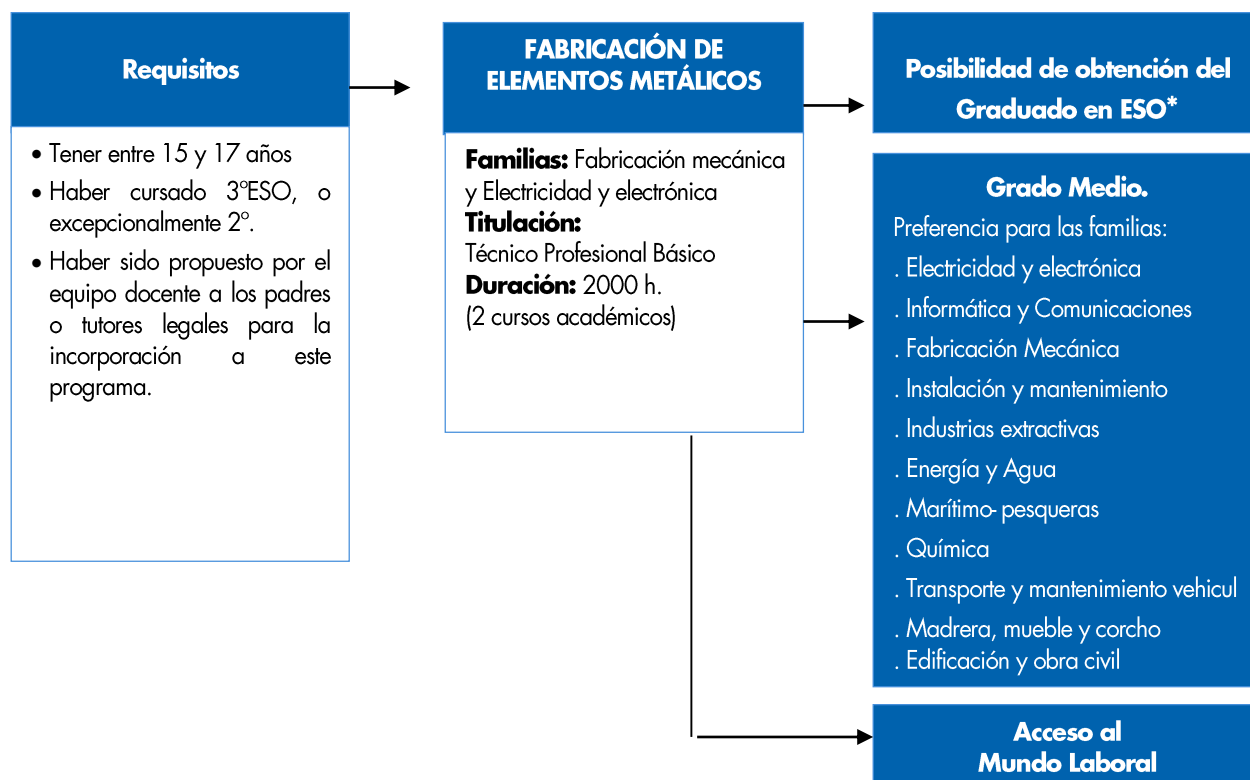 Requisitos
• Tener entre 15 y 17 años
• Haber cursado 3ºESO, o
excepcionalmente 2º.
• Haber sido propuesto por el
equipo docente a los padres
o tutores legales para la
incorporación a este
programa.
FABRICACIÓN DE
ELEMENTOS METÁLICOS
Familias: Fabricación mecánica
y Electricidad y electrónica
Titulación:
Técnico Profesional Básico
Duración: 2000 h.
(2 cursos académicos)
Posibilidad de obtención del
Graduado en ESO*
Grado Medio.
Preferencia para las familias:
. Electricidad y electrónica
. Informática y Comunicaciones
. Fabricación Mecánica
. Instalación y mantenimiento
. Industrias extractivas
. Energía y Agua
. Marítimo- pesqueras
. Química
. Transporte y mantenimiento vehicul
. Madrera, mueble y corcho
. Edificación y obra civil
Acceso al
Mundo Laboral